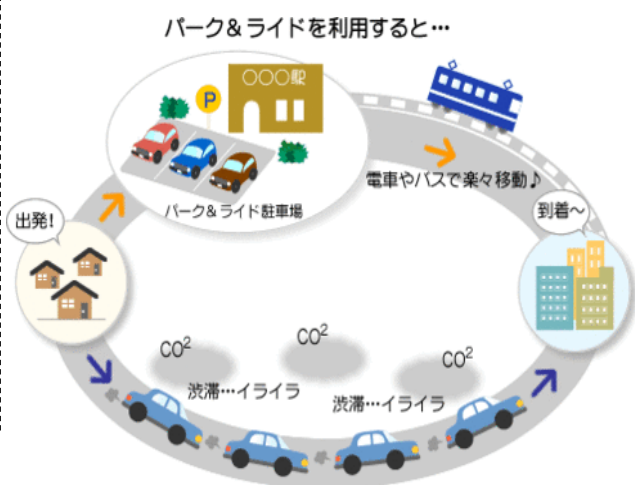 パーク&ライドを利用すると…
〇〇〇駅
P
電車やバスで楽々移動♪
パーク&ライド駐車場
出発!
到着～
CO²
CO²
CO²
渋滞…イライラ
渋滞…イライラ